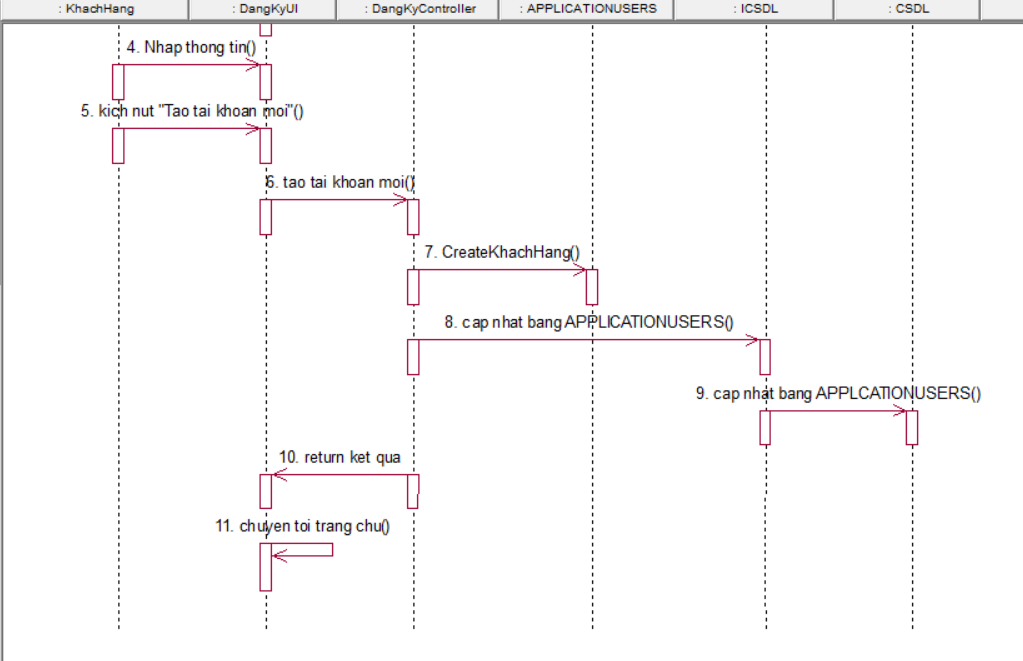 : KhachHang
: DangKyUI
: DangKyController
: APPLICATIONUSERS
: ICSDL
: CSDL
4. Nhap thong tin()
5. kich nut "Tao tai khoan moi"()
6. tao tai khoan moi()
7. CreateKhachHang()
8. cap nhat bang APPLICATIONUSERS()
9. cap nhat bang APPLCATIONUSERS()
10. return ket qua
11. chuyen toi trang chu()